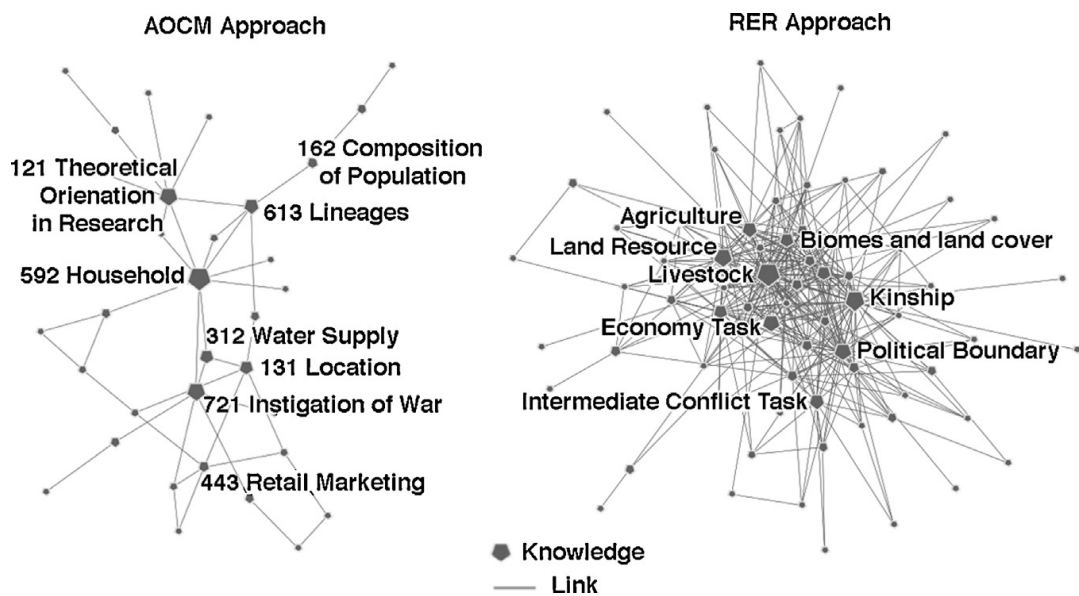 AOCM Approach
RER Approach
121 Theoretical
Orienation
in Research
162 Composition
of Population
613 Lineages
592 Household
312 Water Supply
131 Location
721 Instigation of War
443 Retail Marketing
Agriculture
Land Resource
Livestock
Biomes and land cover
Kinship
Economy Task
Political Boundary
Intermediate Conflict Task
Knowledge
Link